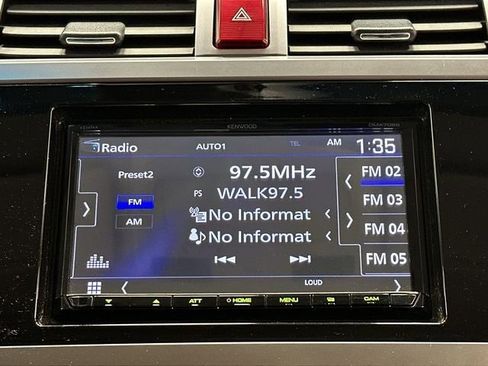 KENWOOD
Radio AUTO1 TEL AM 1:35
Preset2
FM
AM
97.5MHz
PS WALK97.5
No Informat
No Informat
FM 02
FM 03
FM 04
FM 05
LOUD
ATT HOME MENU CAM